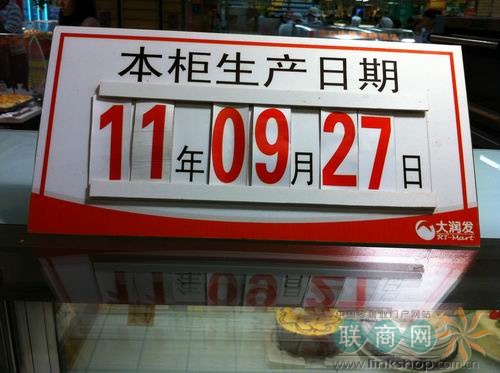 本柜生产日期
11年09月27日
大润发
RT-Mart
联商网
www.linkshop.com.cn